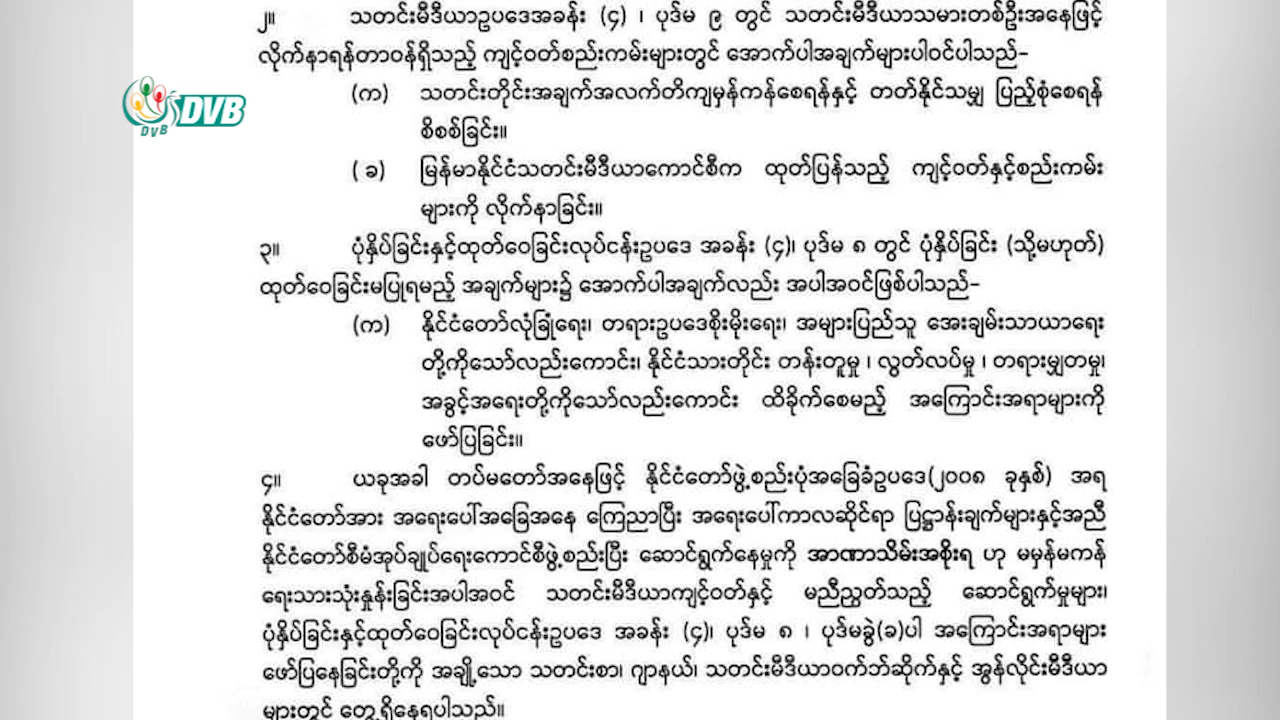 ၂။ သတင်းမီဒီယာဥပဒေအခန်း (၄) ၊ ပုဒ်မ ၉ တွင် သတင်းမီဒီယာသမားတစ်ဦးအနေဖြင့်
လိုက်နာရန်တာဝန်ရှိသည့် ကျင့်ဝတ်စည်းကမ်းများတွင် အောက်ပါအချက်များပါဝင်ပါသည်-
(က) သတင်းတိုင်းအချက်အလက်တိကျမှန်ကန်စေရန်နှင့် တတ်နိုင်သမျှ ပြည့်စုံစေရန်
DVB
DVB
စိစစ်ခြင်း။
(ခ) မြန်မာနိုင်ငံသတင်းမီဒီယာကောင်စီက ထုတ်ပြန်သည့် ကျင့်ဝတ်နှင့်စည်းကမ်း
များကို လိုက်နာခြင်း။
၃။ ပုံနှိပ်ခြင်းနှင့်ထုတ်ဝေခြင်းလုပ်ငန်းဥပဒေ အခန်း (၄)၊ ပုဒ်မ ၈ တွင် ပုံနှိပ်ခြင်း (သို့မဟုတ်)
ထုတ်ဝေခြင်းမပြုရမည့် အချက်များ၌ အောက်ပါအချက်လည်း အပါအဝင်ဖြစ်ပါသည်-
(က) နိုင်ငံတော်လုံခြုံရေး၊ တရားဥပဒေစိုးမိုးရေး၊ အများပြည်သူ အေးချမ်းသာယာရေး
တို့ကိုသော်လည်းကောင်း၊ နိုင်ငံသားတိုင်း တန်းတူမှု ၊ လွတ်လပ်မှု ၊ တရားမျှတမှု၊
အခွင့်အရေးတို့ကိုသော်လည်းကောင်း ထိခိုက်စေမည့် အကြောင်းအရာများကို
ဖော်ပြခြင်း။
၄။ ယခုအခါ တပ်မတော်အနေဖြင့် နိုင်ငံတော်ဖွဲ့စည်းပုံအခြေခံဥပဒေ(၂၀၀၈ ခုနှစ်) အရ
နိုင်ငံတော်အား အရေးပေါ်အခြေအနေ ကြေညာပြီး အရေးပေါ်ကာလဆိုင်ရာ ပြဋ္ဌာန်းချက်များနှင့်အညီ
နိုင်ငံတော်စီမံအုပ်ချုပ်ရေးကောင်စီဖွဲ့စည်းပြီး ဆောင်ရွက်နေမှုကို အာဏာသိမ်းအစိုးရ ဟု မမှန်မကန်
ရေးသားသုံးနှုန်းခြင်းအပါအဝင် သတင်းမီဒီယာကျင့်ဝတ်နှင့် မညီညွတ်သည့် ဆောင်ရွက်မှုများ၊
ပုံနှိပ်ခြင်းနှင့်ထုတ်ဝေခြင်းလုပ်ငန်းဥပဒေ အခန်း (၄)၊ ပုဒ်မ ၈ ၊ ပုဒ်မခွဲ(ခ)ပါ အကြောင်းအရာများ
ဖော်ပြနေခြင်းတို့ကို အချို့သော သတင်းစာ၊ ဂျာနယ်၊ သတင်းမီဒီယာဝက်ဘ်ဆိုက်နှင့် အွန်လိုင်းမီဒီယာ
များတွင် တွေ့ရှိနေရပါသည်။